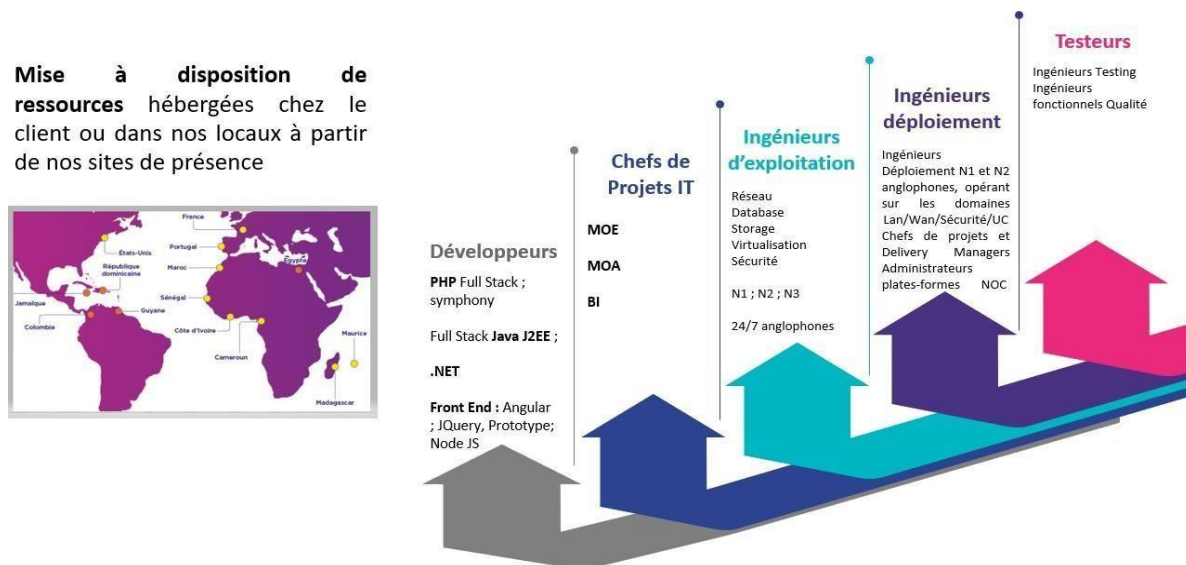 Mise à disposition de
ressources hébergées chez le
client ou dans nos locaux à partir
de nos sites de présence
France
États-Unis
Portugal
République
dominicaine
Maroc
Égypte
Jamaïque
Sénégal
Guyane
Colombie
Côte d'Ivoire
Maurice
Cameroun
Madagascar
Développeurs
PHP Full Stack ;
symphony
Full Stack Java J2EE ;
.NET
Front End : Angular
; JQuery, Prototype;
Node JS
Chefs de
Projets IT
MOE
MOA
BI
Ingénieurs
d'exploitation
Réseau
Database
Storage
Virtualisation
Sécurité
N1 ; N2 ; N3
24/7 anglophones
Ingénieurs
déploiement
Ingénieurs
Déploiement N1 et N2
anglophones, opérant
sur les domaines
Lan/Wan/Sécurité/UC
Chefs de projets et
Delivery Managers
Administrateurs
plates-formes NOC
Testeurs
Ingénieurs Testing
Ingénieurs
fonctionnels Qualité